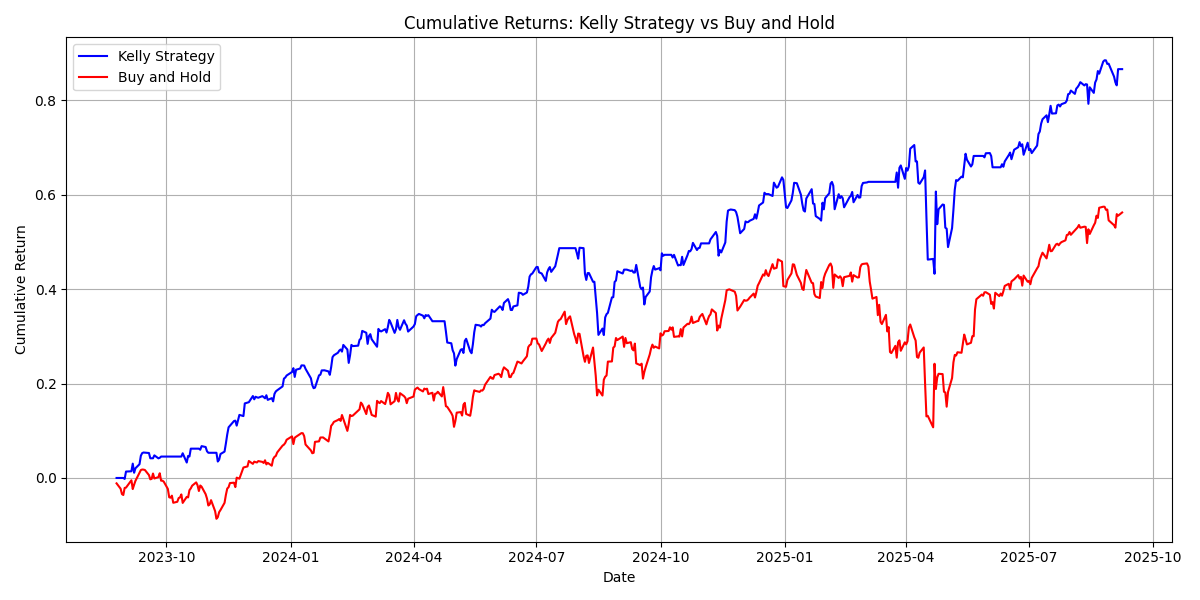 Cumulative Returns: Kelly Strategy vs Buy and Hold
Kelly Strategy
Buy and Hold
Cumulative Return
0.8
0.6
0.4
0.2
0.0
2023-10 2024-01 2024-04 2024-07 2024-10 2025-01 2025-04 2025-07 2025-10
Date